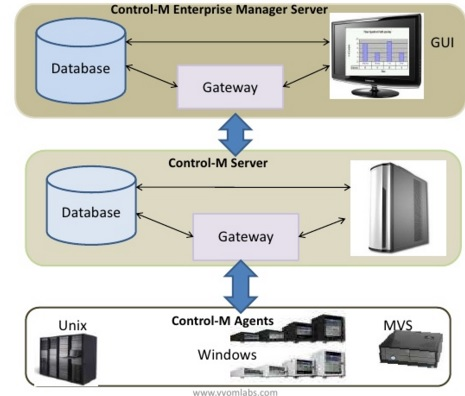 Control-M Enterprise Manager Server
GUI
Database
Gateway
Control-M Server
Database
Gateway
Control-M Agents
Unix
MVS
Windows
www.vvomlabs.com